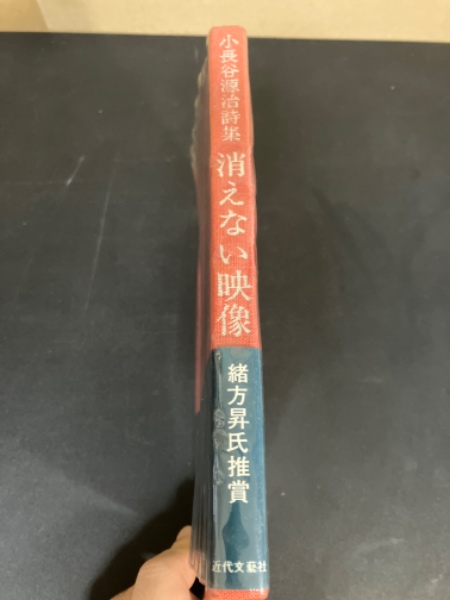 小長谷源治詩集
消えない映像
緒方昇氏推賞
近代文藝社